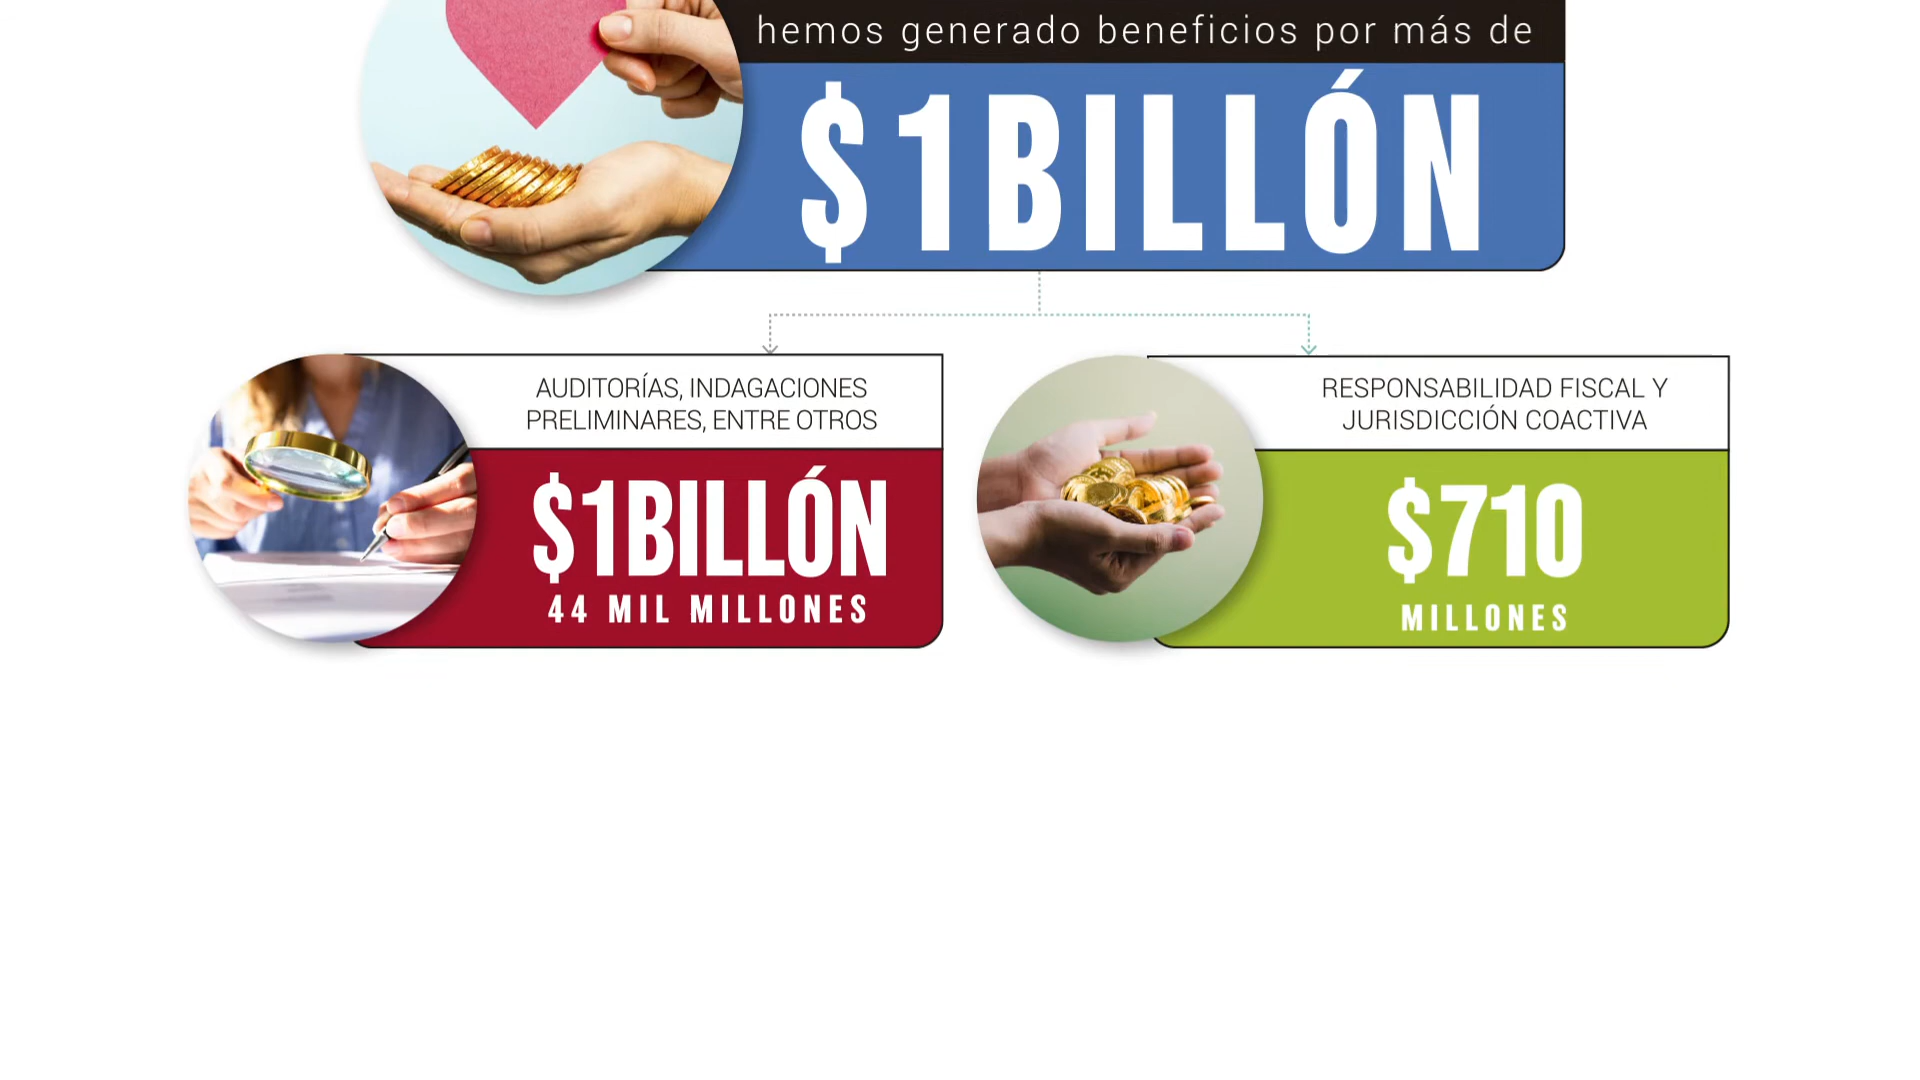 hemos generado beneficios por más de
$1BILLÓN
AUDITORÍAS, INDAGACIONES
PRELIMINARES, ENTRE OTROS
$1BILLÓN
44 MIL MILLONES
RESPONSABILIDAD FISCAL Y
JURISDICCIÓN COACTIVA
$710
MILLONES